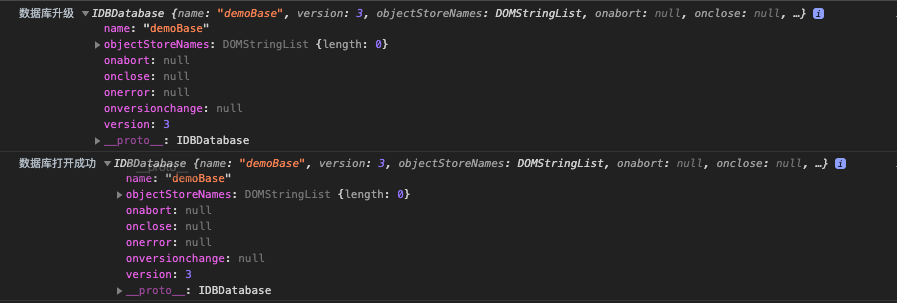 数据库升级 ▼IDBDatabase {name: "demoBase", version: 3, objectStoreNames: DOMStringList, onabort: null, onclose: null, …} i
name: "demoBase"
▶objectStoreNames: DOMStringList {length: 0}
onabort: null
onclose: null
onerror: null
onversionchange: null
version: 3
▶__proto__: IDBDatabase
数据库打开成功 ▼IDBDatabase {name: "demoBase", version: 3, objectStoreNames: DOMStringList, onabort: null, onclose: null, …} i
__proto__
name: "demoBase"
▶objectStoreNames: DOMStringList {length: 0}
onabort: null
onclose: null
onerror: null
onversionchange: null
version: 3
▶__proto__: IDBDatabase